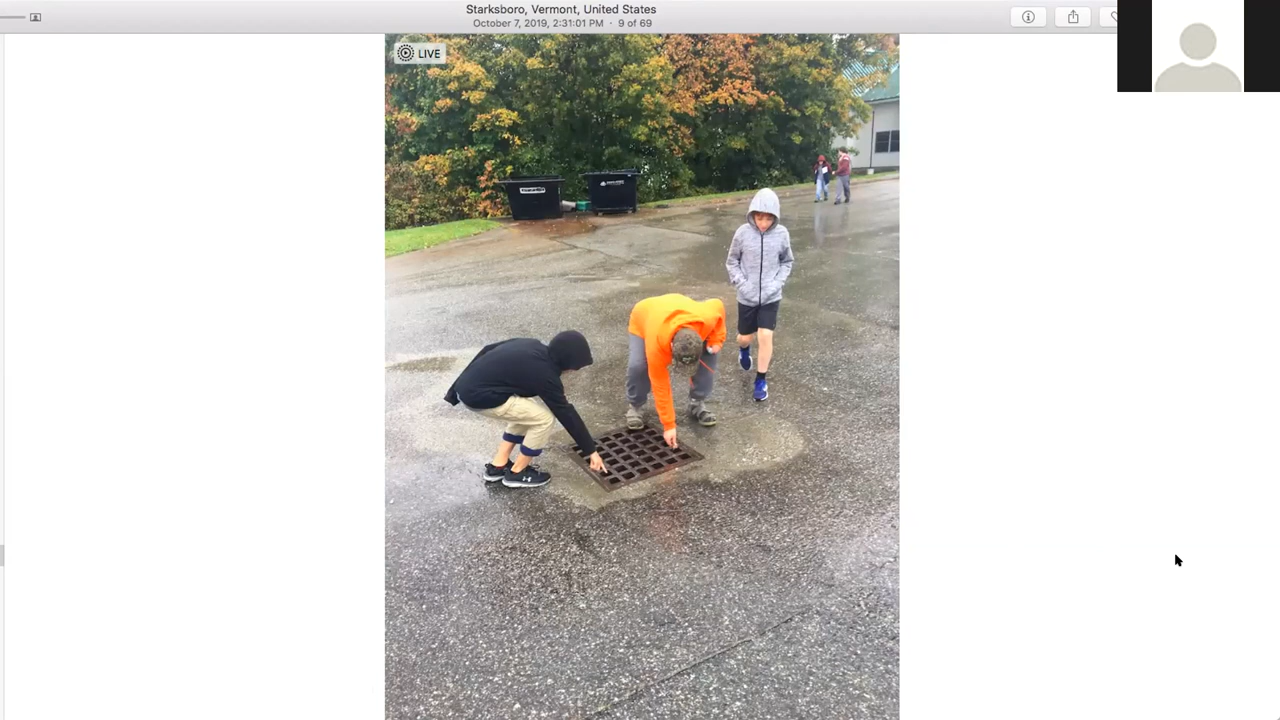 Starksboro, Vermont, United States
October 7, 2019, 2:31:01 PM · 9 of 69
LIVE